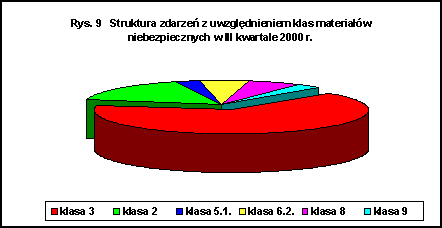 Rys. 9 Struktura zdarzeń z uwzględnieniem klas materiałów
niebezpiecznych w III kwartale 2000 r.
klasa 3 klasa 2 klasa 5.1. klasa 6.2. klasa 8 klasa 9